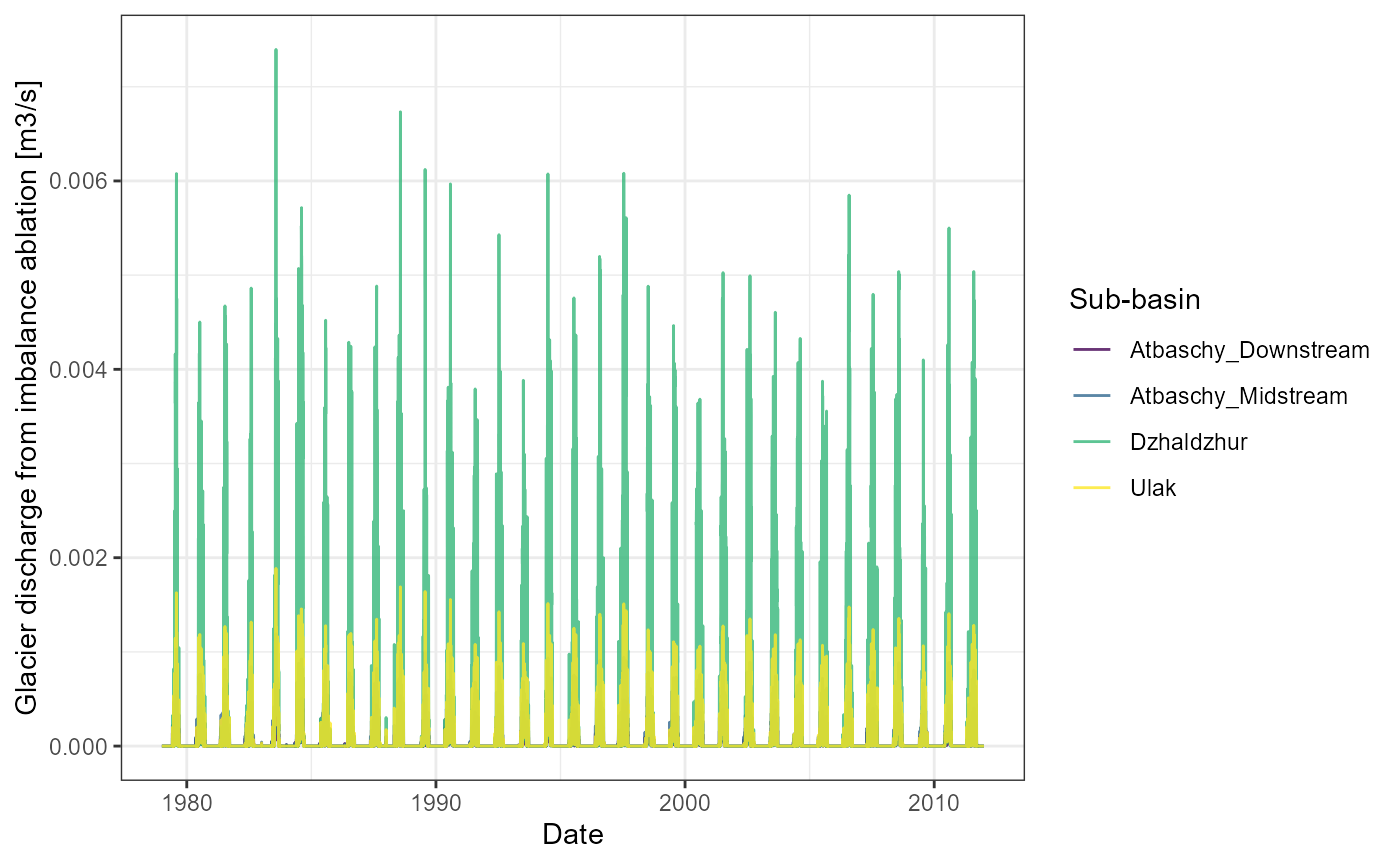 Glacier discharge from imbalance ablation [m3/s]
0.006
0.004
0.002
0.000
1980 1990 2000 2010
Date
Sub-basin
Atbaschy_Downstream
Atbaschy_Midstream
Dzhaldzhur
Ulak